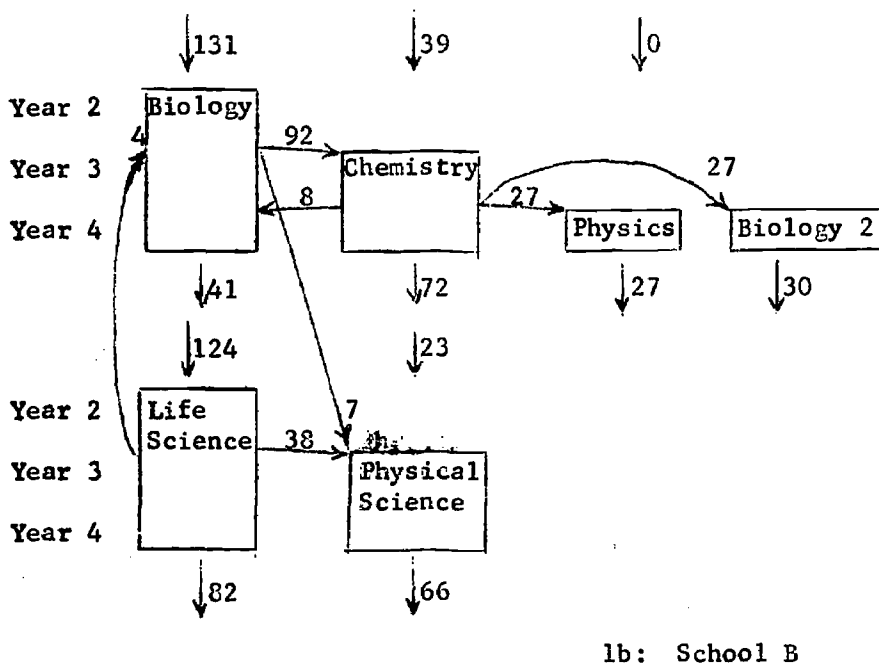 131 39 0
Year 2 Biology
4 92
Year 3 Chemistry 27
8 27
Year 4 Physics Biology 2
41 72 27 30
124 23
Year 2 Life 7
Science 38
Year 3 Physical
Science
Year 4
82 66
1b: School B